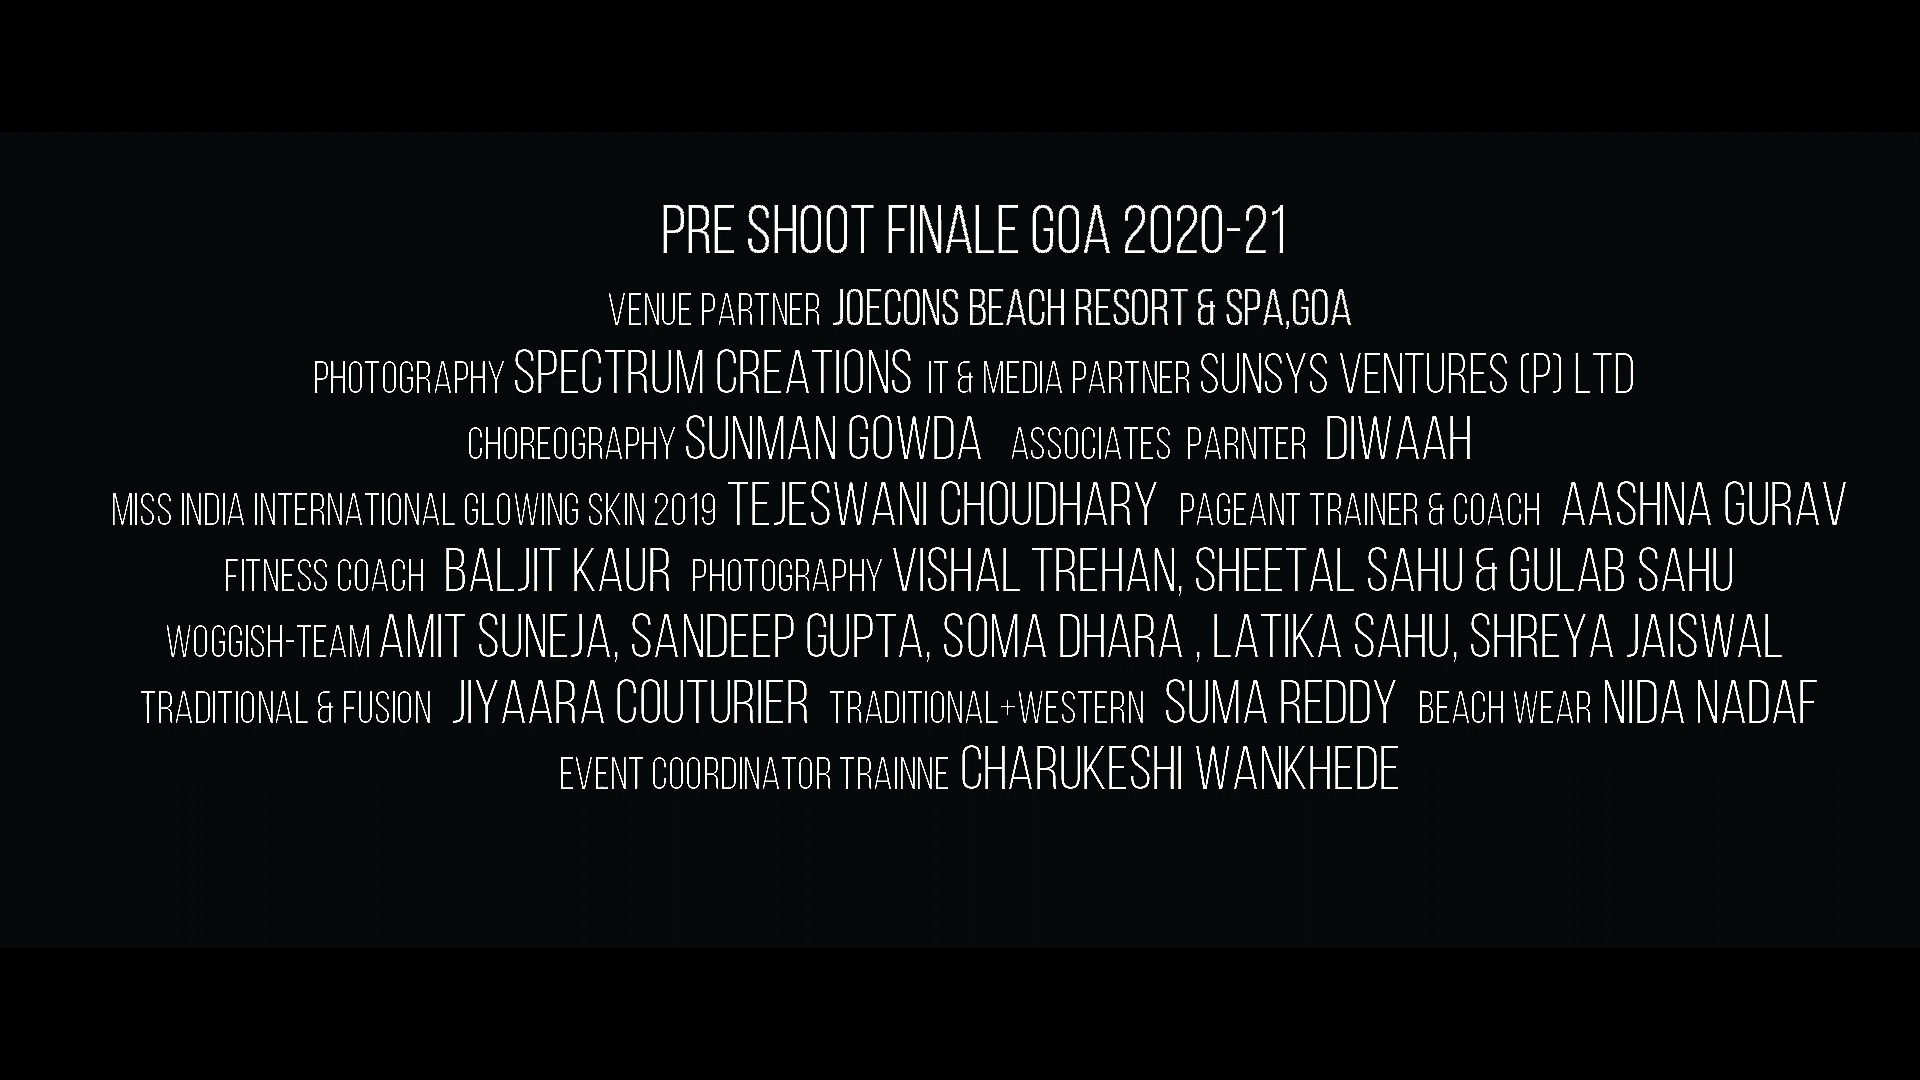 PRE SHOOT FINALE GOA 2020-21
VENUE PARTNER JOECONS BEACH RESORT & SPA,GOA
PHOTOGRAPHY SPECTRUM CREATIONS IT & MEDIA PARTNER SUNSYS VENTURES (P) LTD
CHOREOGRAPHY SUNMAN GOWDA ASSOCIATES PARNTER DIWAAH
MISS INDIA INTERNATIONAL GLOWING SKIN 2019 TEJESWANI CHOUDHARY PAGEANT TRAINER & COACH AASHNA GURAV
FITNESS COACH BALJIT KAUR PHOTOGRAPHY VISHAL TREHAN, SHEETAL SAHU & GULAB SAHU
WOGGISH-TEAM AMIT SUNEJA, SANDEEP GUPTA, SOMA DHARA , LATIKA SAHU, SHREYA JAISWAL
TRADITIONAL & FUSION JIYAARA COUTURIER TRADITIONAL+WESTERN SUMA REDDY BEACH WEAR NIDA NADAF
EVENT COORDINATOR TRAINNE CHARUKESHI WANKHEDE